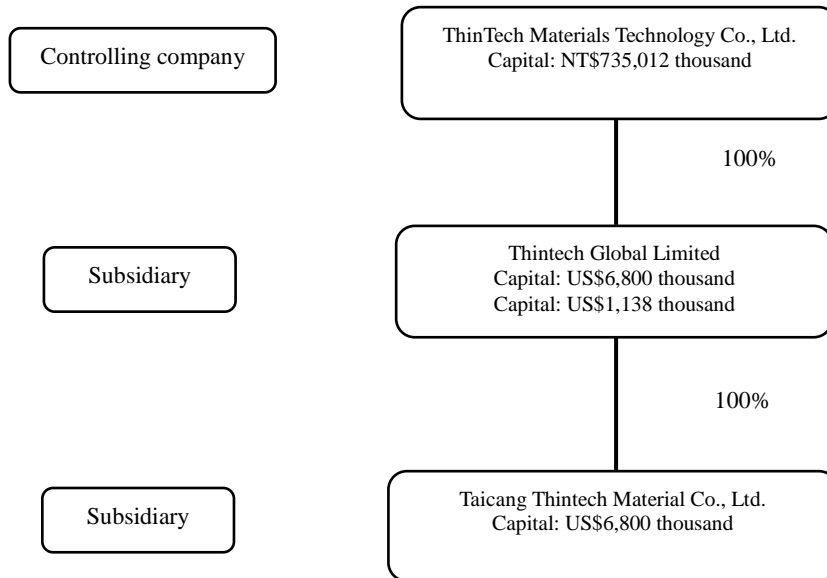 Controlling company
ThinTech Materials Technology Co., Ltd.
Capital: NT$735,012 thousand
100%
Subsidiary
Thintech Global Limited
Capital: US$6,800 thousand
Capital: US$1,138 thousand
100%
Subsidiary
Taicang Thintech Material Co., Ltd.
Capital: US$6,800 thousand